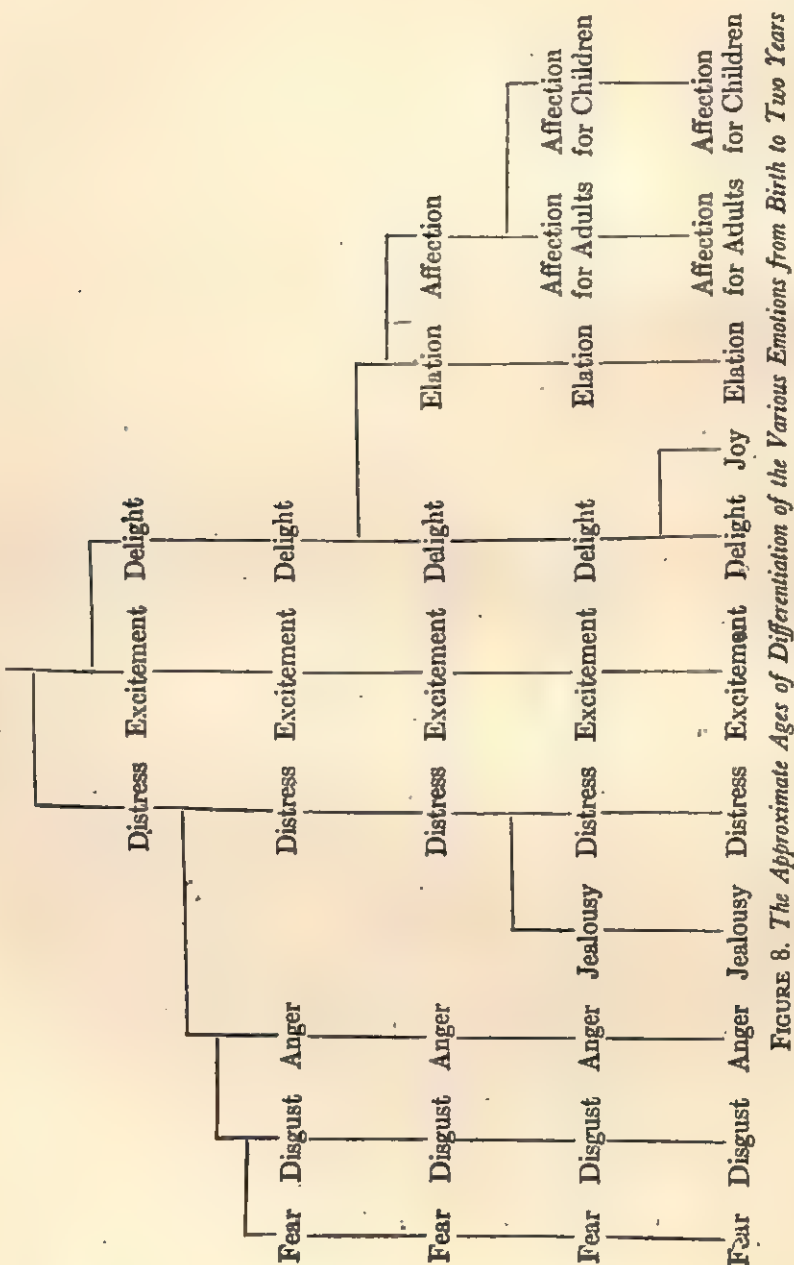 Distress Excitement Delight
Fear Disgust Anger Distress Excitement Delight
Fear Disgust Anger Distress Excitement Delight Elation Affection
Affection Affection
Fear Disgust Anger Jealousy Distress Excitement Delight Elation for Adults for Children
Affection Affection
Fear Disgust Anger Jealousy Distress Excitement Delight Joy Elation for Adults for Children
FIGURE 8. The Approximate Ages of Differentiation of the Various Emotions from Birth to Two Years